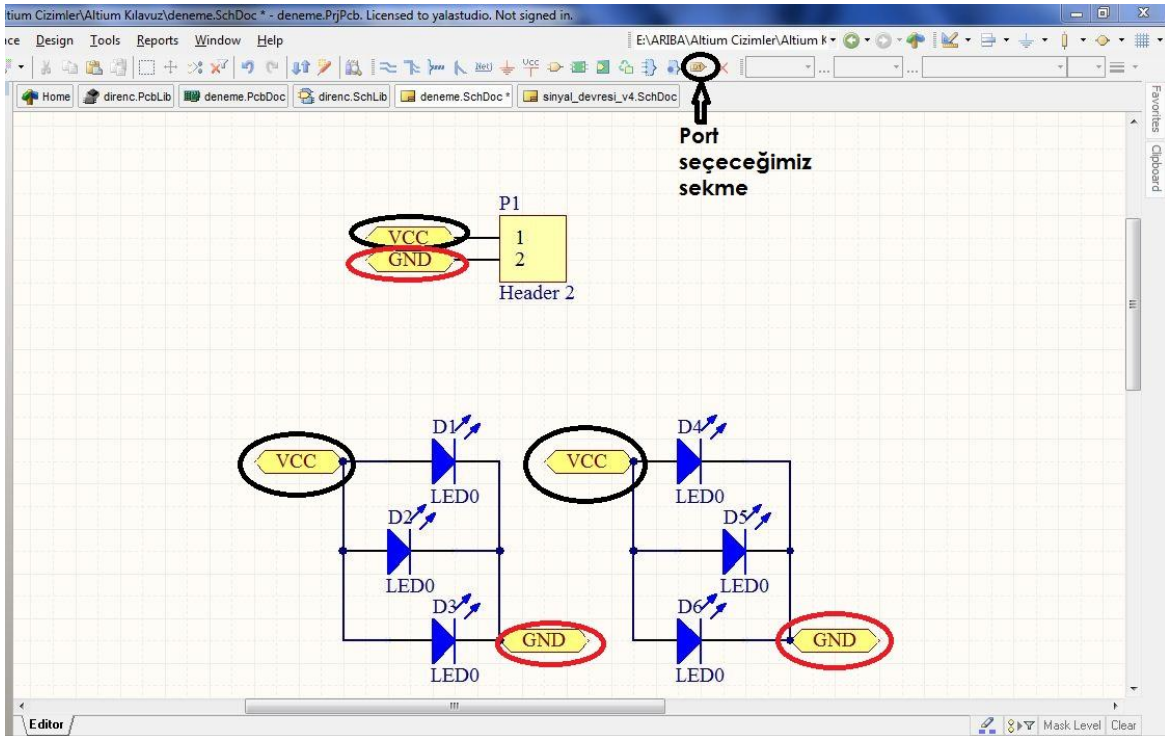 ltium Cizimler\Altium Kılavuz\deneme.SchDoc * - deneme.PrjPcb. Licensed to yalastudio. Not signed in.
ace Design Tools Reports Window Help E:\ARIBA\Altium Cizimler\Altium K
Home direnc.PcbLib deneme.PcbDoc direnc.SchLib deneme.SchDoc * sinyal_devresi_v4.SchDoc
Favorites
Clipboard
Port
seçeceğimiz
sekme
P1
VCC 1
GND 2
Header 2
D1 D4
VCC VCC
LED0 LED0
D2 D5
LED0 LED0
D3 D6
GND GND
LED0 LED0
Editor Mask Level Clear